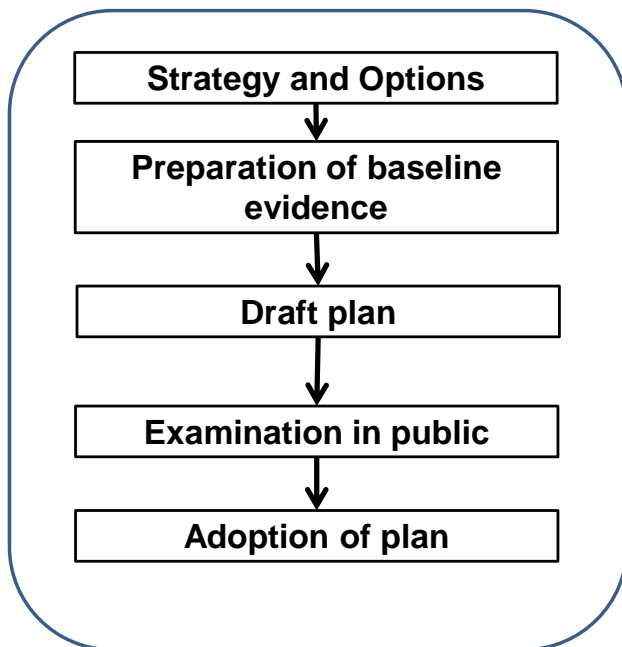 Strategy and Options
Preparation of baseline
evidence
Draft plan
Examination in public
Adoption of plan